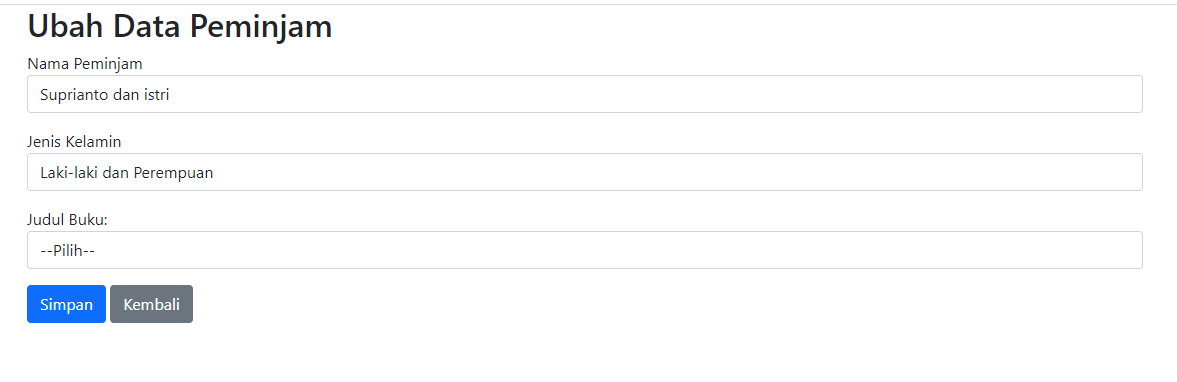 Ubah Data Peminjam
Nama Peminjam
Suprianto dan istri
Jenis Kelamin
Laki-laki dan Perempuan
Judul Buku:
--Pilih--
Simpan Kembali